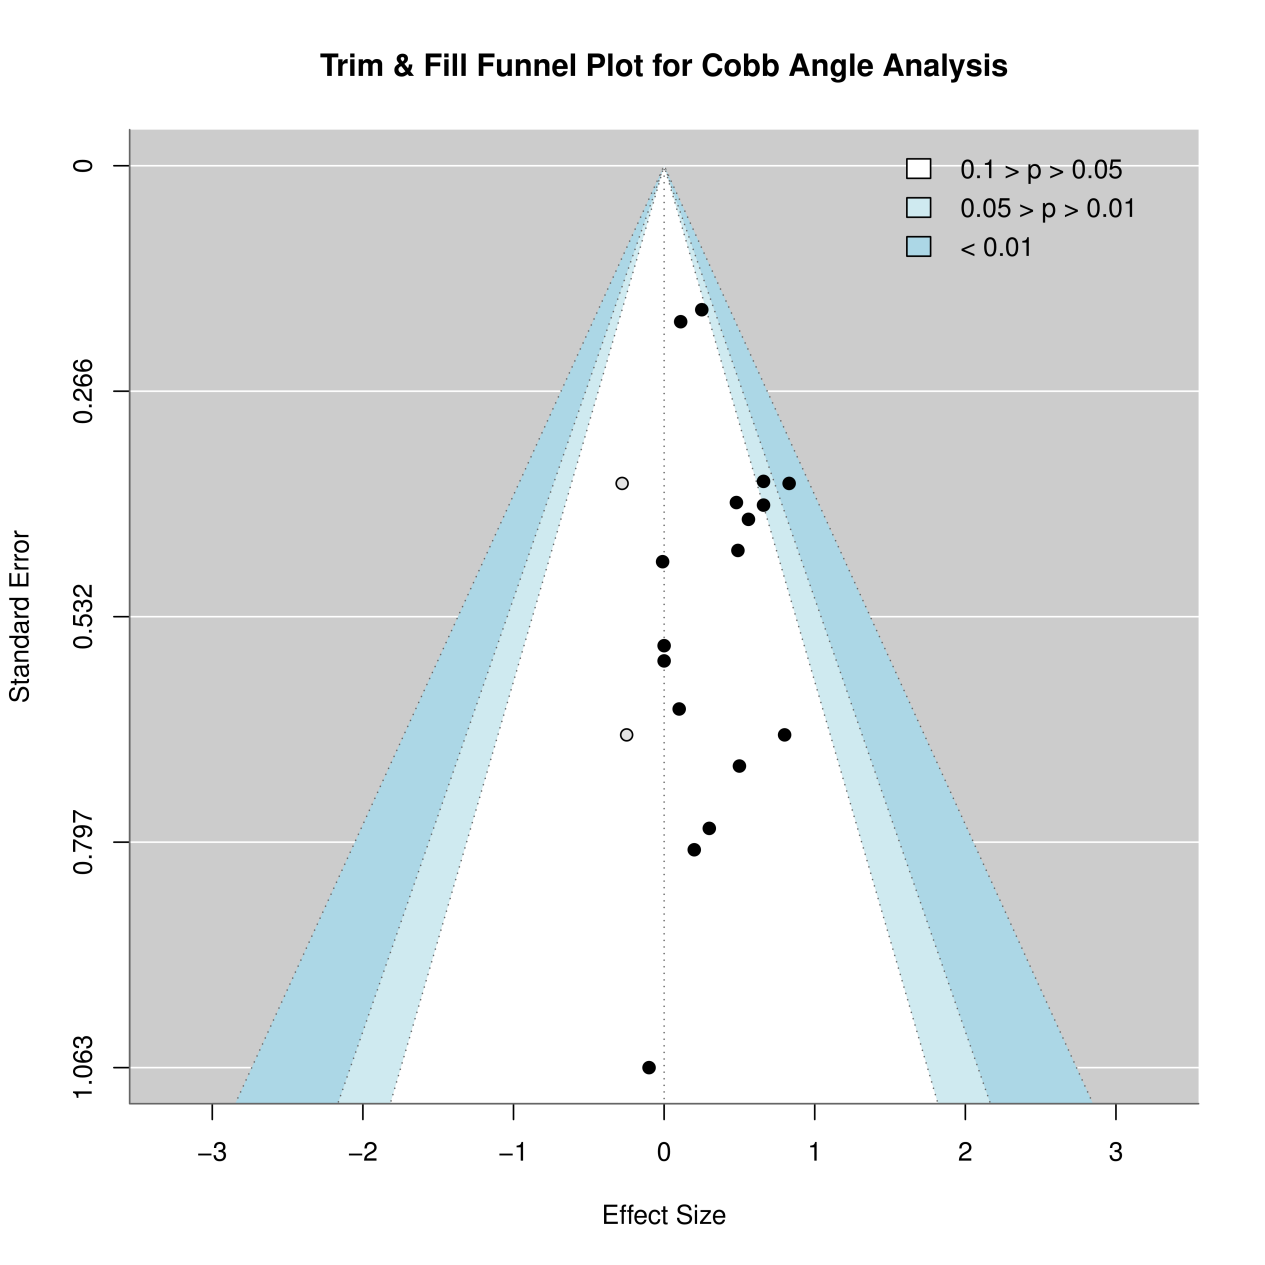 Trim & Fill Funnel Plot for Cobb Angle Analysis
0.1 > p > 0.05
0.05 > p > 0.01
< 0.01
Standard Error
0
0.266
0.532
0.797
1.063
−3 −2 −1 0 1 2 3
Effect Size